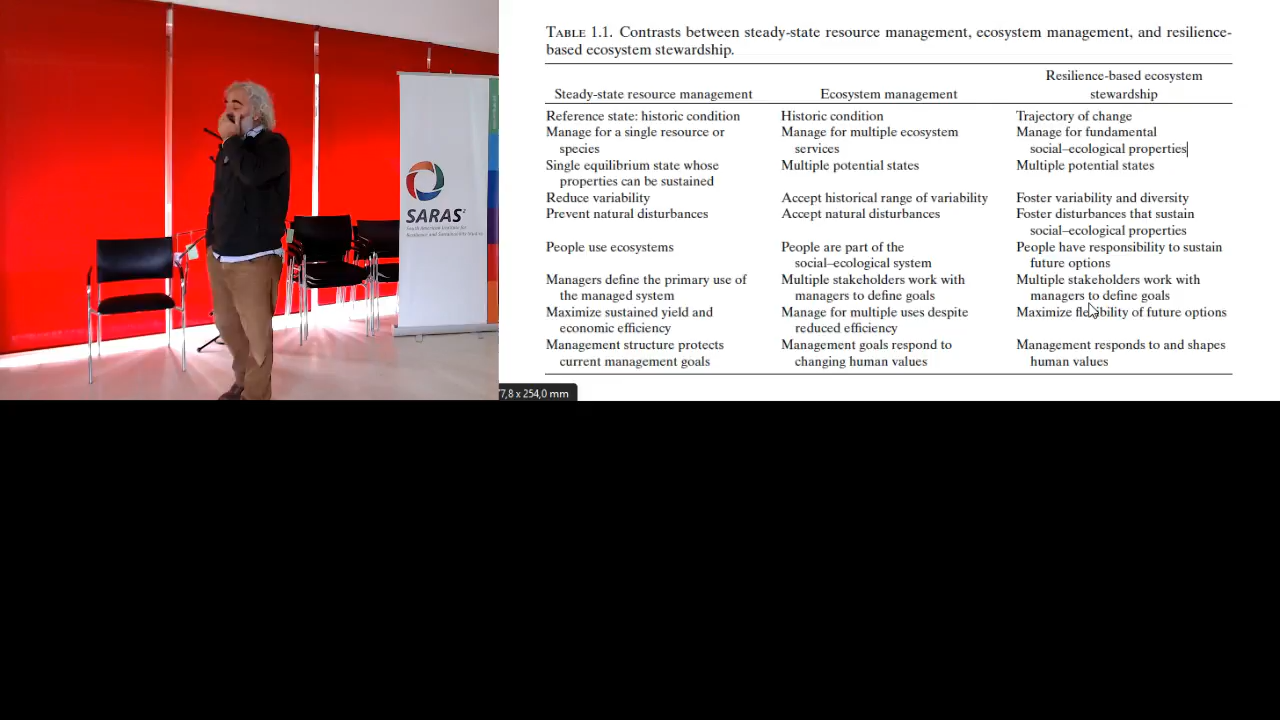 SARAS²
South American Institute for
Resilience and Sustainability Studies
TABLE 1.1. Contrasts between steady-state resource management, ecosystem management, and resilience-
based ecosystem stewardship.
Resilience-based ecosystem
Steady-state resource management Ecosystem management stewardship
Reference state: historic condition Historic condition Trajectory of change
Manage for a single resource or Manage for multiple ecosystem Manage for fundamental
species services social–ecological properties
Single equilibrium state whose Multiple potential states Multiple potential states
properties can be sustained
Reduce variability Accept historical range of variability Foster variability and diversity
Prevent natural disturbances Accept natural disturbances Foster disturbances that sustain
social–ecological properties
People use ecosystems People are part of the People have responsibility to sustain
social–ecological system future options
Managers define the primary use of Multiple stakeholders work with Multiple stakeholders work with
the managed system managers to define goals managers to define goals
Maximize sustained yield and Manage for multiple uses despite Maximize flexibility of future options
economic efficiency reduced efficiency
Management structure protects Management goals respond to Management responds to and shapes
current management goals changing human values human values
7,8 x 254,0 mm